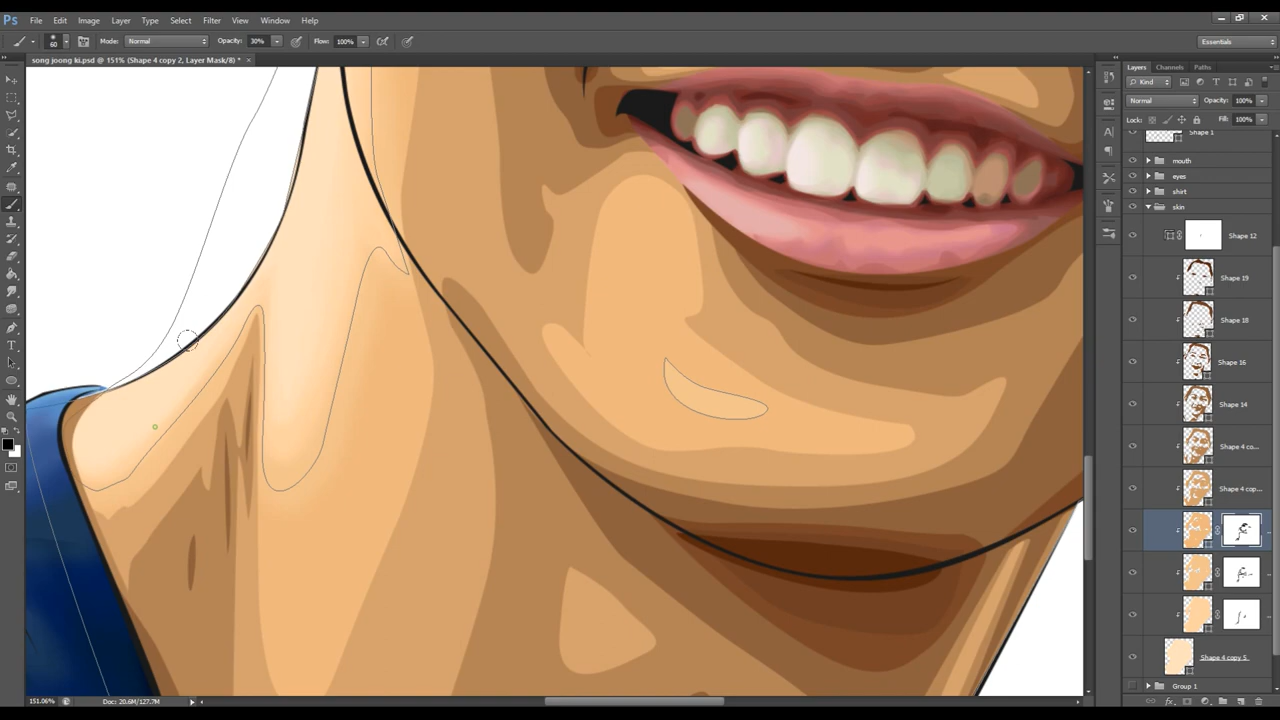 Ps File Edit Image Layer Type Select Filter View Window Help
60 Mode: Normal Opacity: 30% Flow: 100% Essentials
song joong ki.psd @ 151% (Shape 4 copy 2, Layer Mask/8) * ×
Layers Channels Paths
Kind
Normal Opacity: 100%
Lock: Fill: 100%
Shape 1
mouth
eyes
shirt
skin
Shape 12
Shape 19
Shape 18
Shape 16
Shape 14
Shape 4 co...
Shape 4 cop...
Shape 4 copy 5
Group 1
151.06% Doc: 20.6M/127.7M